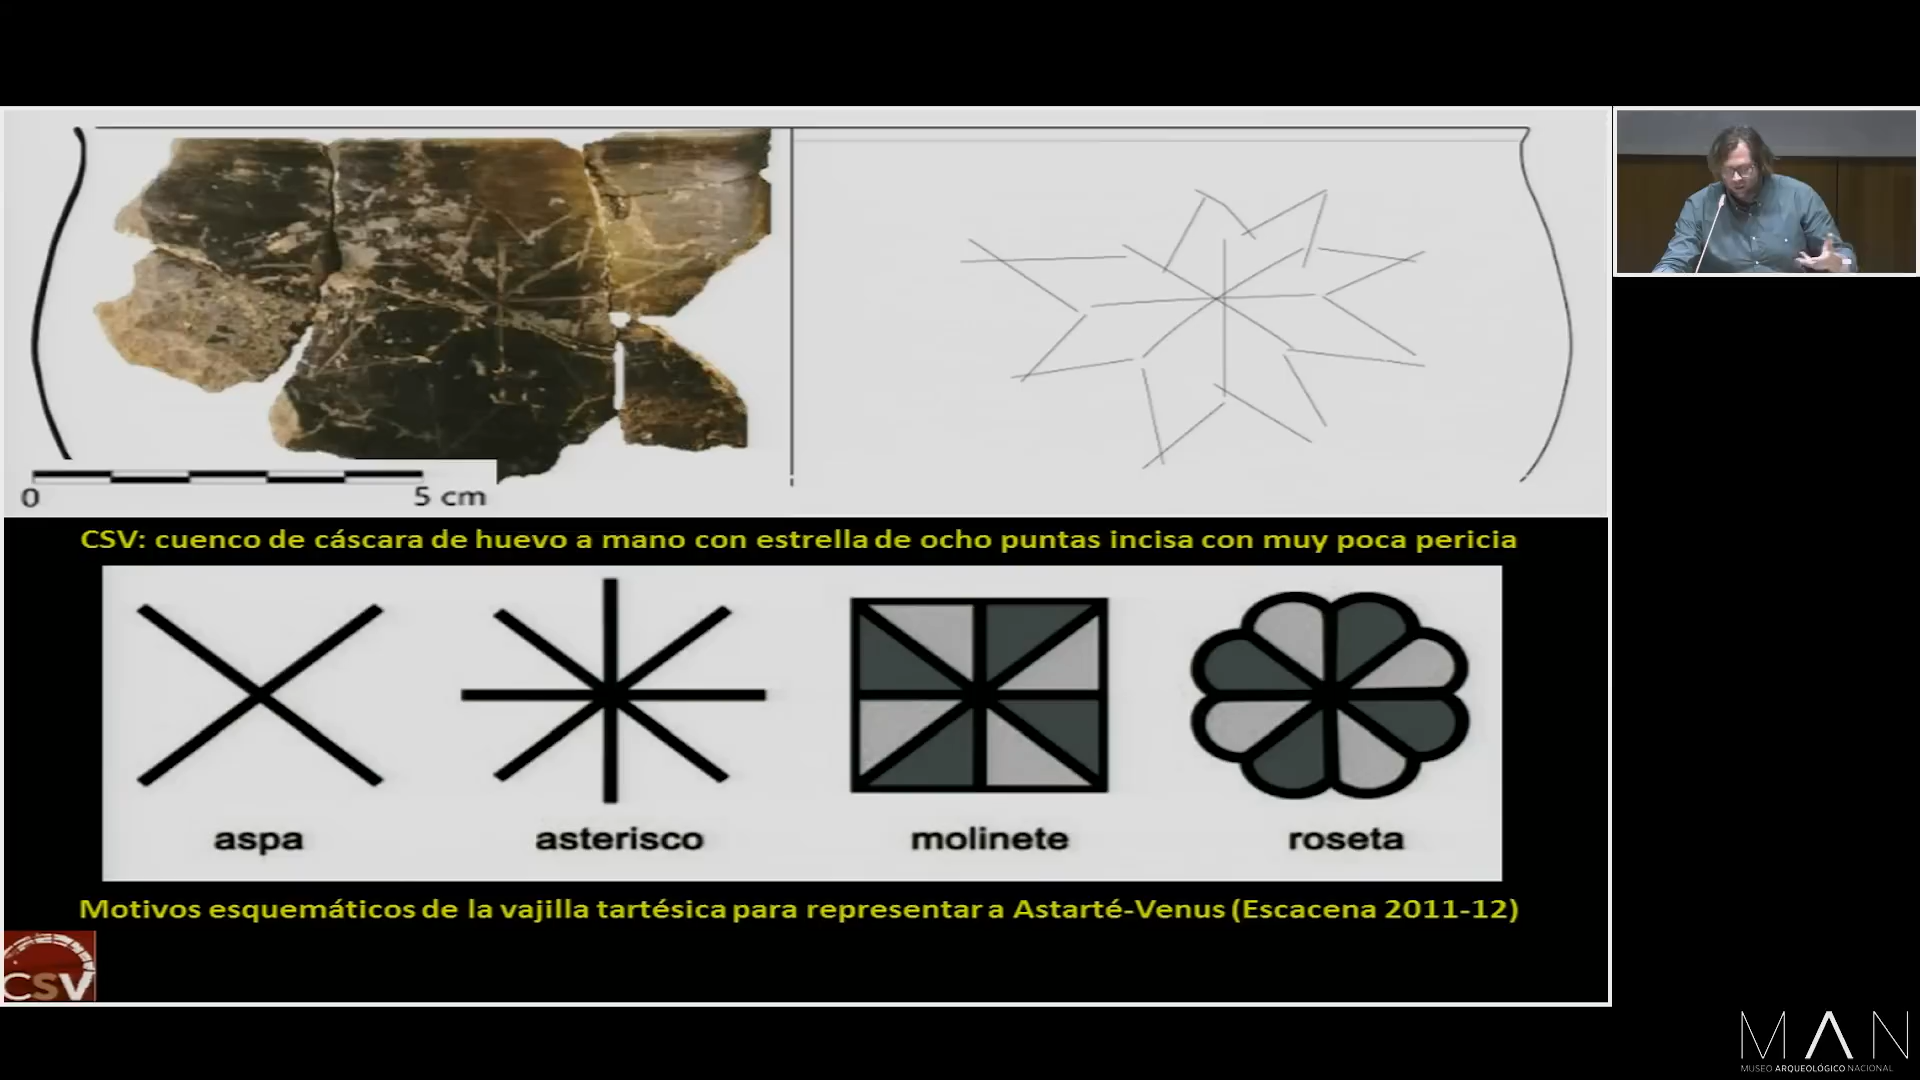 0
5 cm
CSV: cuenco de cáscara de huevo a mano con estrella de ocho puntas incisa con muy poca pericia
aspa
asterisco
molinete
roseta
Motivos esquemáticos de la vajilla tartésica para representar a Astarté-Venus (Escacena 2011-12)
CSV
MAN
MUSEO ARQUEOLÓGICO NACIONAL